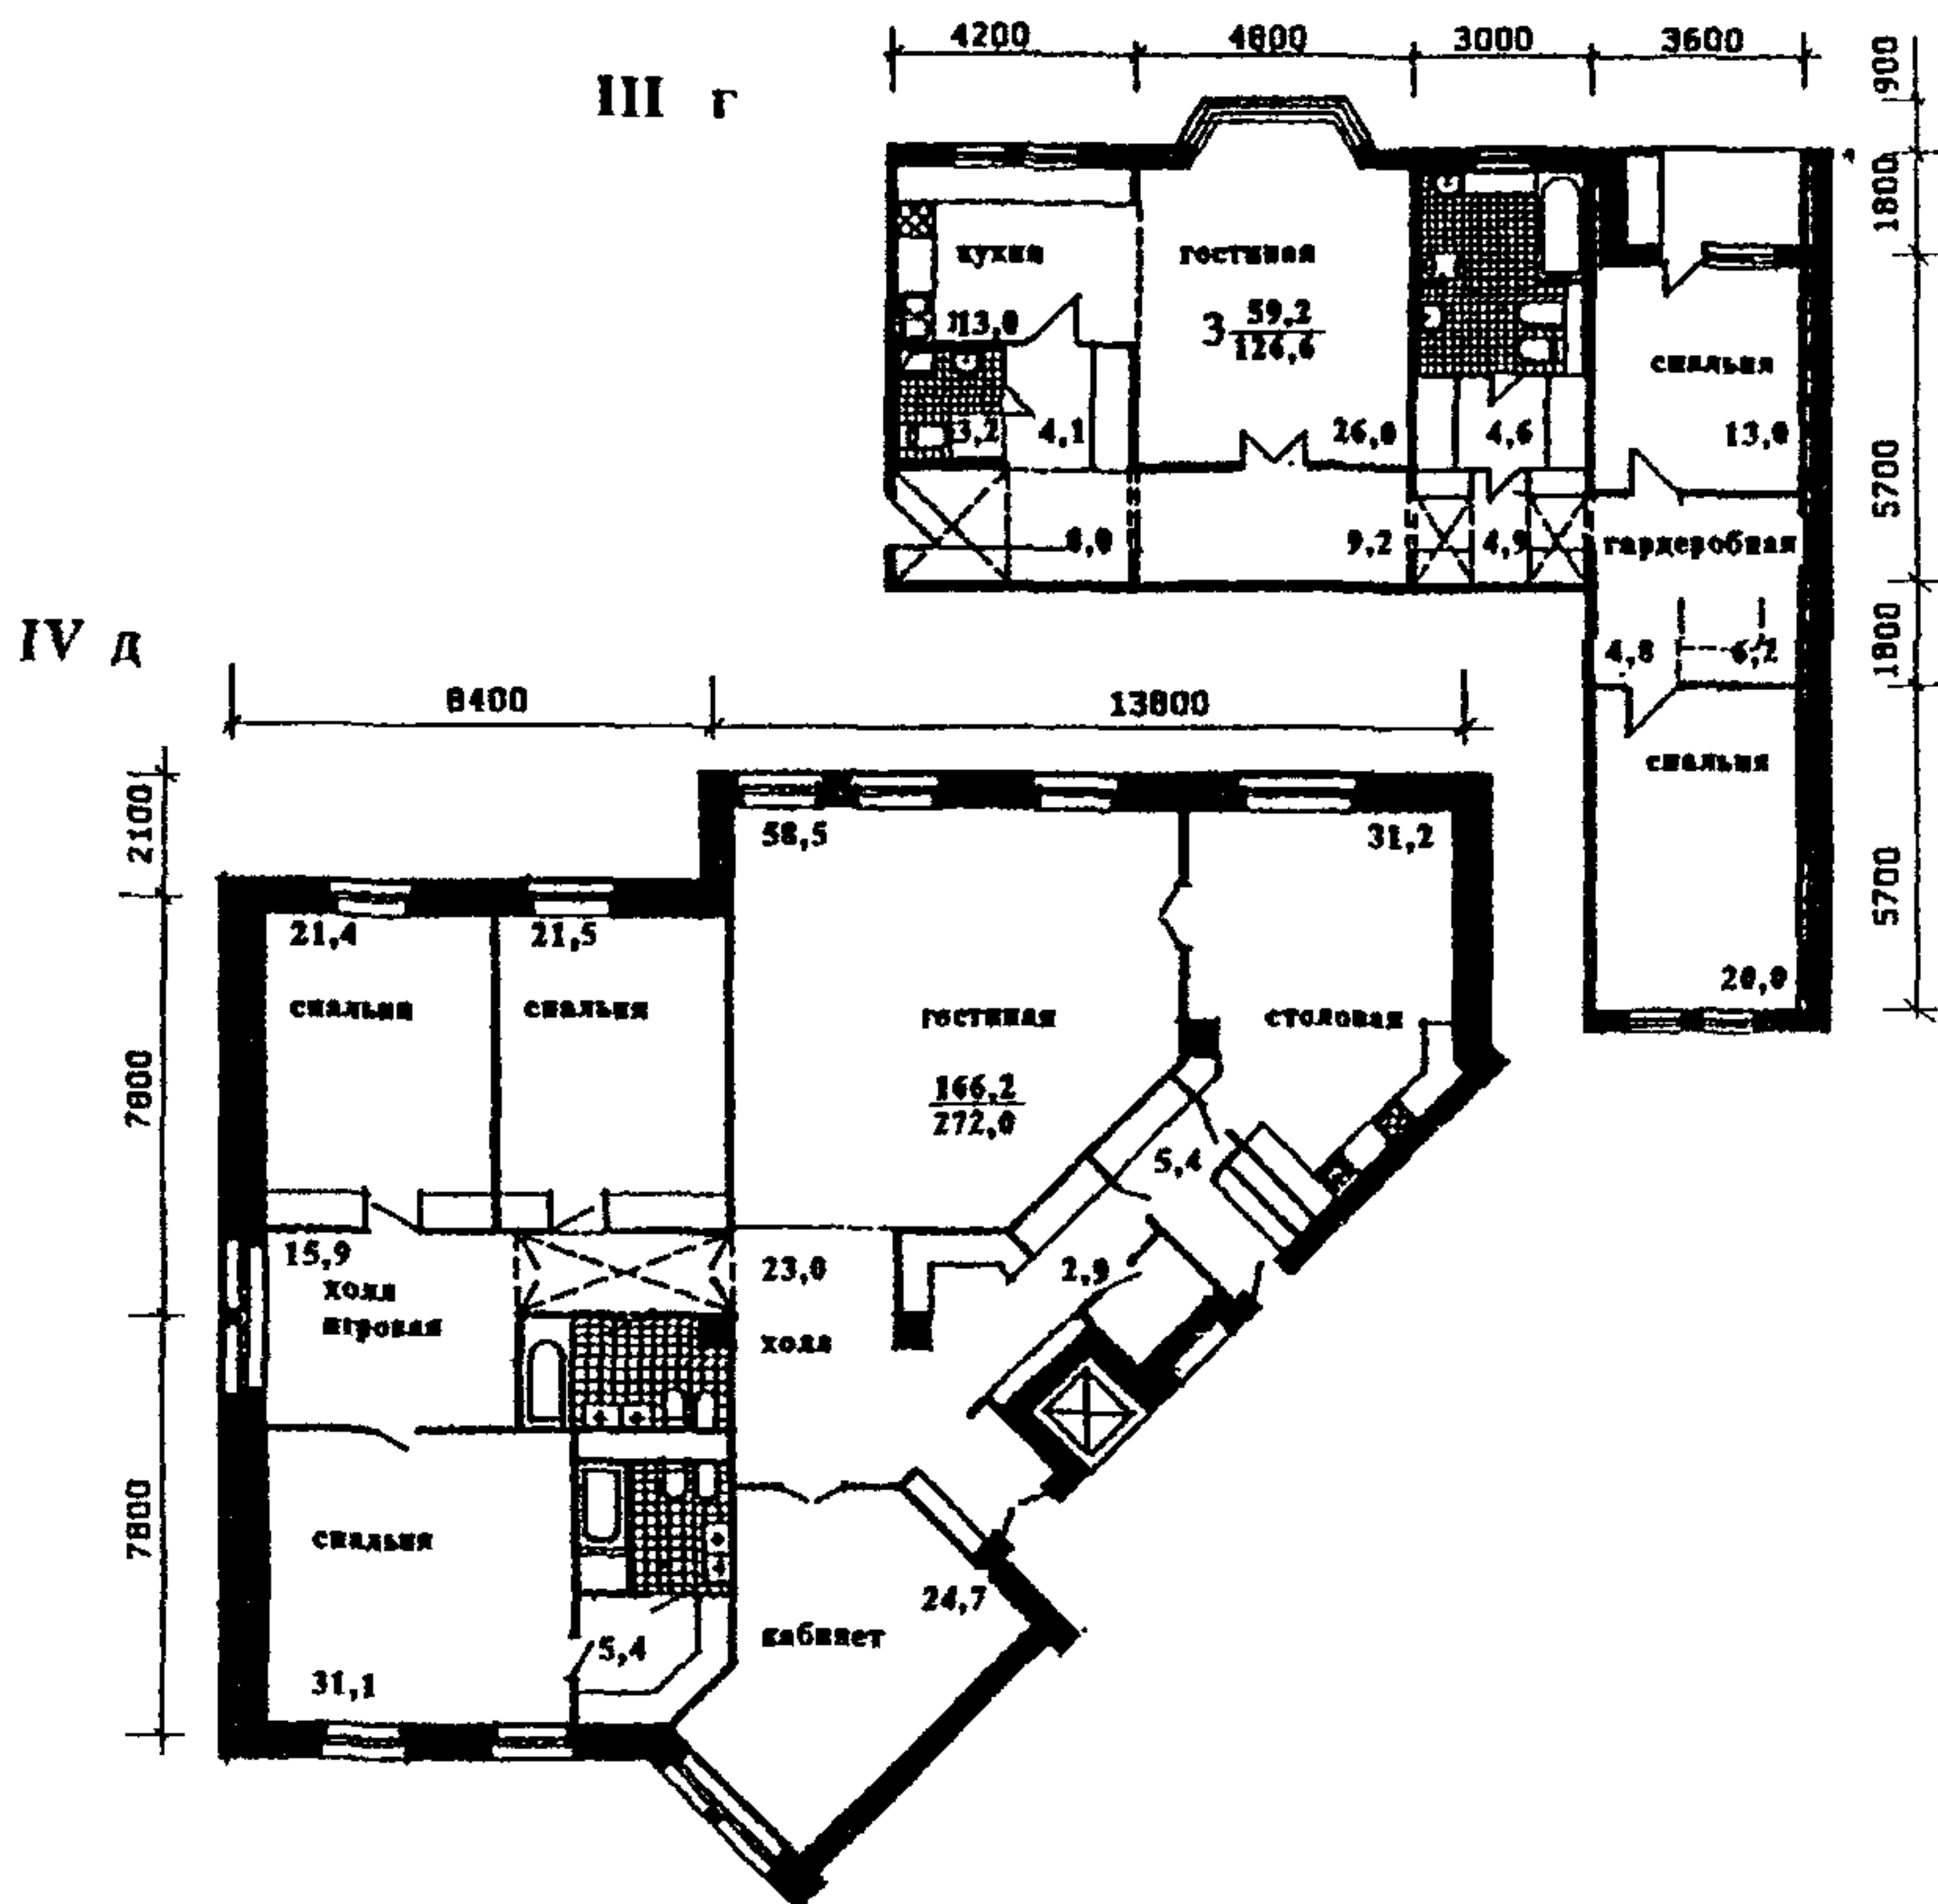 4200 4800 3000 3600
900
III г
1800
кухня гостиная
13,0 3 59,2
126,6
спальня
3,2 4,1 26,0 4,6 13,0
5700
8,0 9,2 4,9 гардеробная
IV д
1800
4,8 6,2
8400 13800
спальня
2100
58,5 31,2
5700
21,4 21,5
20,0
спальня спальня гостиная столовая
7800
166,2
272,0
5,4
15,9 23,0 2,9
холл
игровая холл
7800
спальня
24,7
5,4 кабинет
31,1